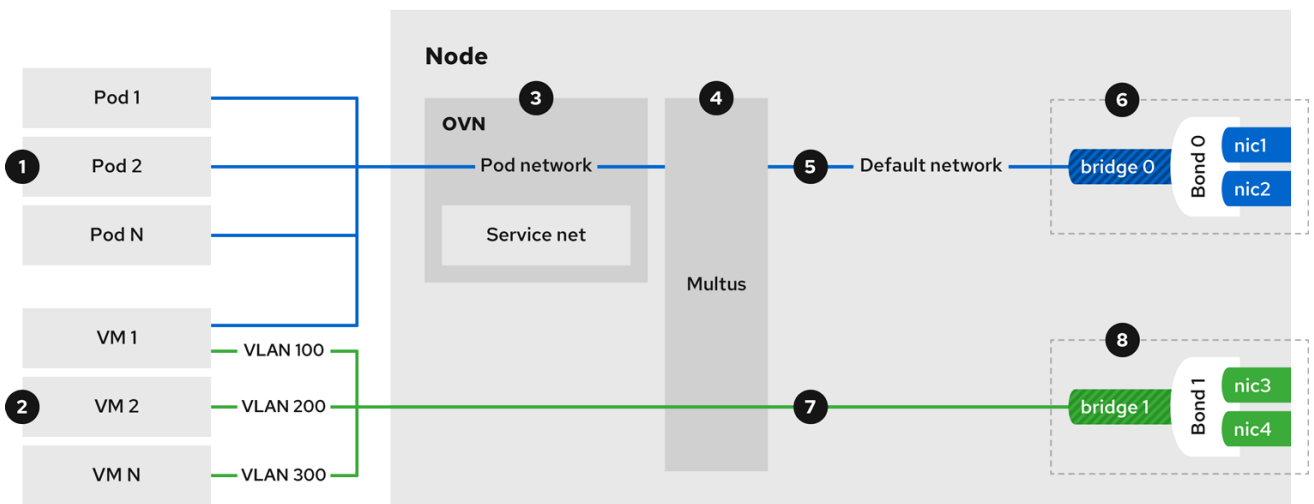 Node
3
4
6
Pod 1
OVN
1
Pod 2
Pod network
5
Default network
bridge 0
Bond 0
nic1
nic2
Pod N
Service net
Multus
VM 1
VLAN 100
8
2
VM 2
VLAN 200
7
bridge 1
Bond 1
nic3
nic4
VM N
VLAN 300